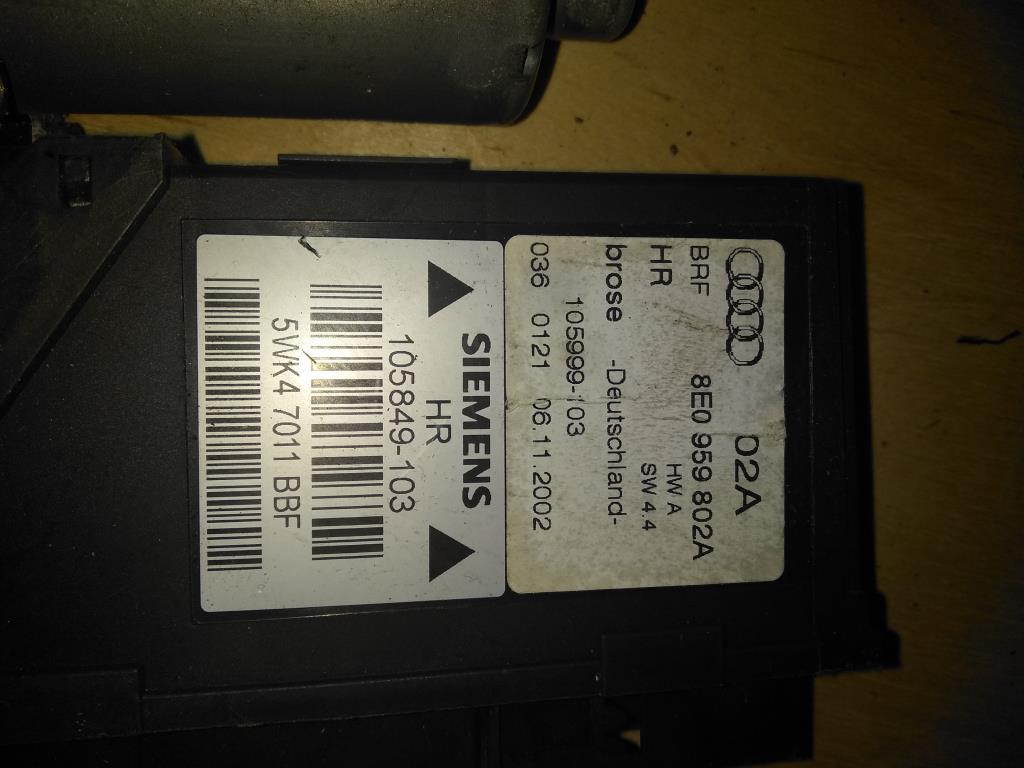 02A
8E0 959 802A
BRF
HW A
HR
SW 4.4
brose -Deutschland-
105999-103
036 0121 06.11.2002
SIEMENS
HR
105849-103
5WK4 7011 BBF